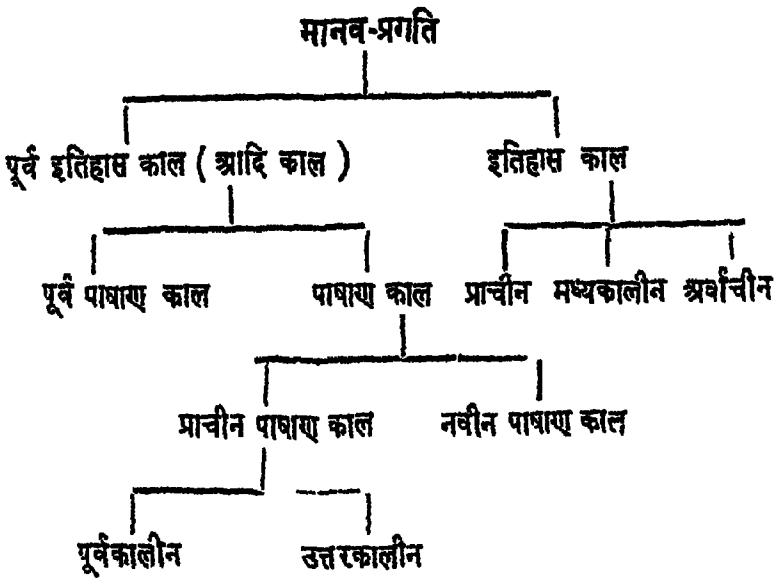 मानव-प्रगति
पूर्व इतिहास काल ( आदि काल ) इतिहास काल
पूर्व पाषाण काल पाषाण काल प्राचीन मध्यकालीन अर्वाचीन
प्राचीन पाषाण काल नवीन पाषाण काल
पूर्वकालीन उत्तरकालीन